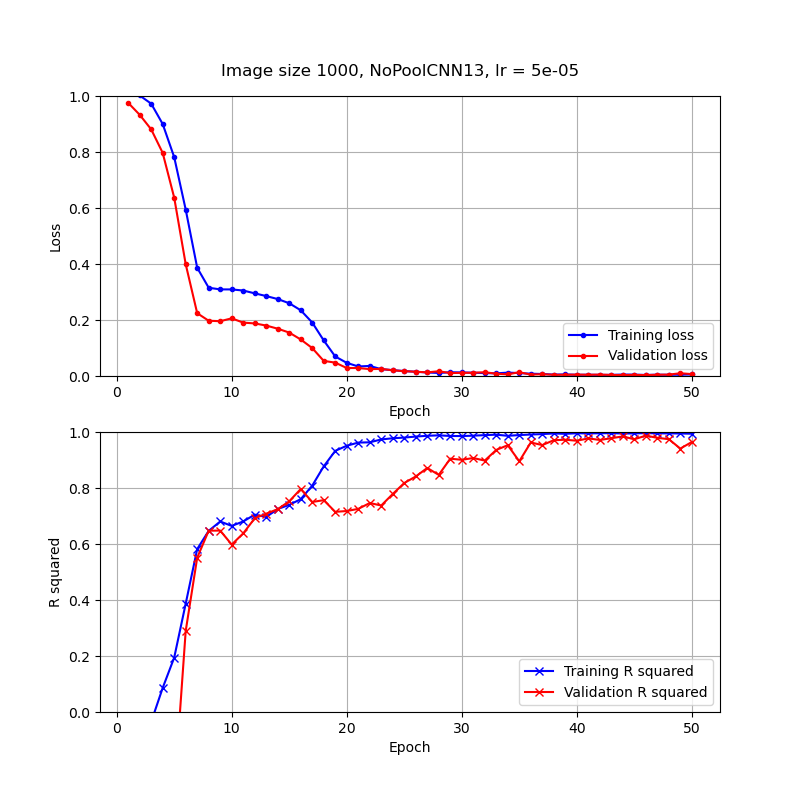 Image size 1000, NoPoolCNN13, lr = 5e-05
1.0
0.8
0.6
0.4
0.2
0.0
Loss
Training loss
Validation loss
0 10 20 30 40 50
Epoch
1.0
0.8
0.6
0.4
0.2
0.0
R squared
Training R squared
Validation R squared
0 10 20 30 40 50
Epoch